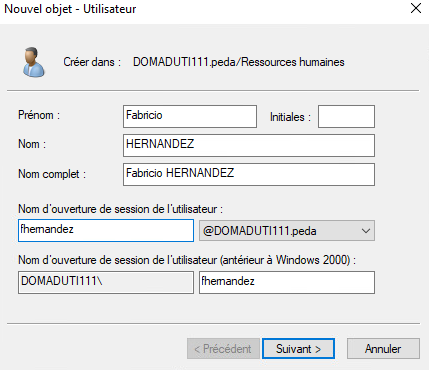 Nouvel objet - Utilisateur
Créer dans : DOMADUTI111.peda/Ressources humaines
Prénom : Fabricio Initiales :
Nom : HERNANDEZ
Nom complet : Fabricio HERNANDEZ
Nom d'ouverture de session de l'utilisateur :
fhernandez @DOMADUTI111.peda
Nom d'ouverture de session de l'utilisateur (antérieur à Windows 2000) :
DOMADUTI111\ fhernandez
< Précédent Suivant > Annuler